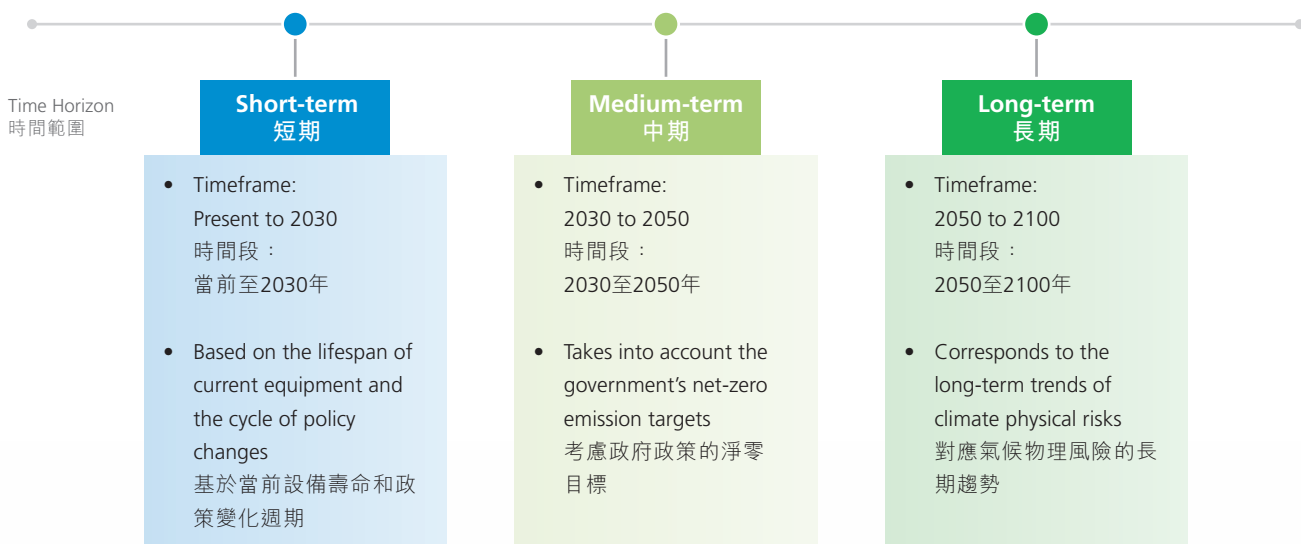 Time Horizon
時間範圍
Short-term
短期
• Timeframe:
Present to 2030
時間段：
當前至2030年
• Based on the lifespan of
current equipment and
the cycle of policy
changes
基於當前設備壽命和政
策變化週期
Medium-term
中期
• Timeframe:
2030 to 2050
時間段：
2030至2050年
• Takes into account the
government’s net-zero
emission targets
考慮政府政策的淨零
目標
Long-term
長期
• Timeframe:
2050 to 2100
時間段：
2050至2100年
• Corresponds to the
long-term trends of
climate physical risks
對應氣候物理風險的長
期趨勢